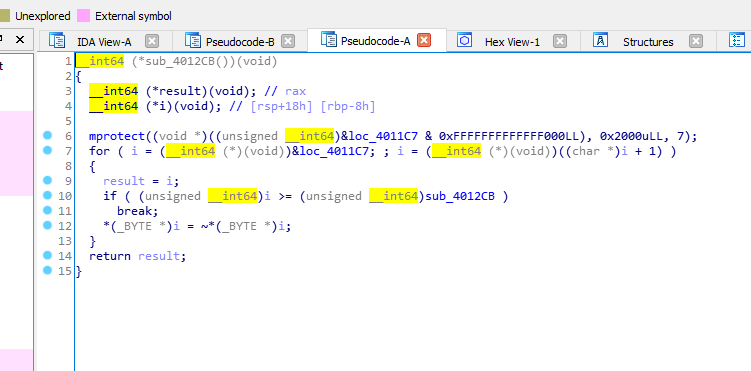 Unexplored External symbol
IDA View-A Pseudocode-B Pseudocode-A Hex View-1 Structures
1 __int64 (*sub_4012CB())(void)
2 {
3 __int64 (*result)(void); // rax
4 __int64 (*i)(void); // [rsp+18h] [rbp-8h]
5
6 mprotect((void *)((unsigned __int64)&loc_4011C7 & 0xFFFFFFFFFFFFF000LL), 0x2000uLL, 7);
7 for ( i = (__int64 (*)(void))&loc_4011C7; ; i = (__int64 (*)(void))((char *)i + 1) )
8 {
9 result = i;
10 if ( (unsigned __int64)i >= (unsigned __int64)sub_4012CB )
11 break;
12 *(_BYTE *)i = ~*(_BYTE *)i;
13 }
14 return result;
15 }